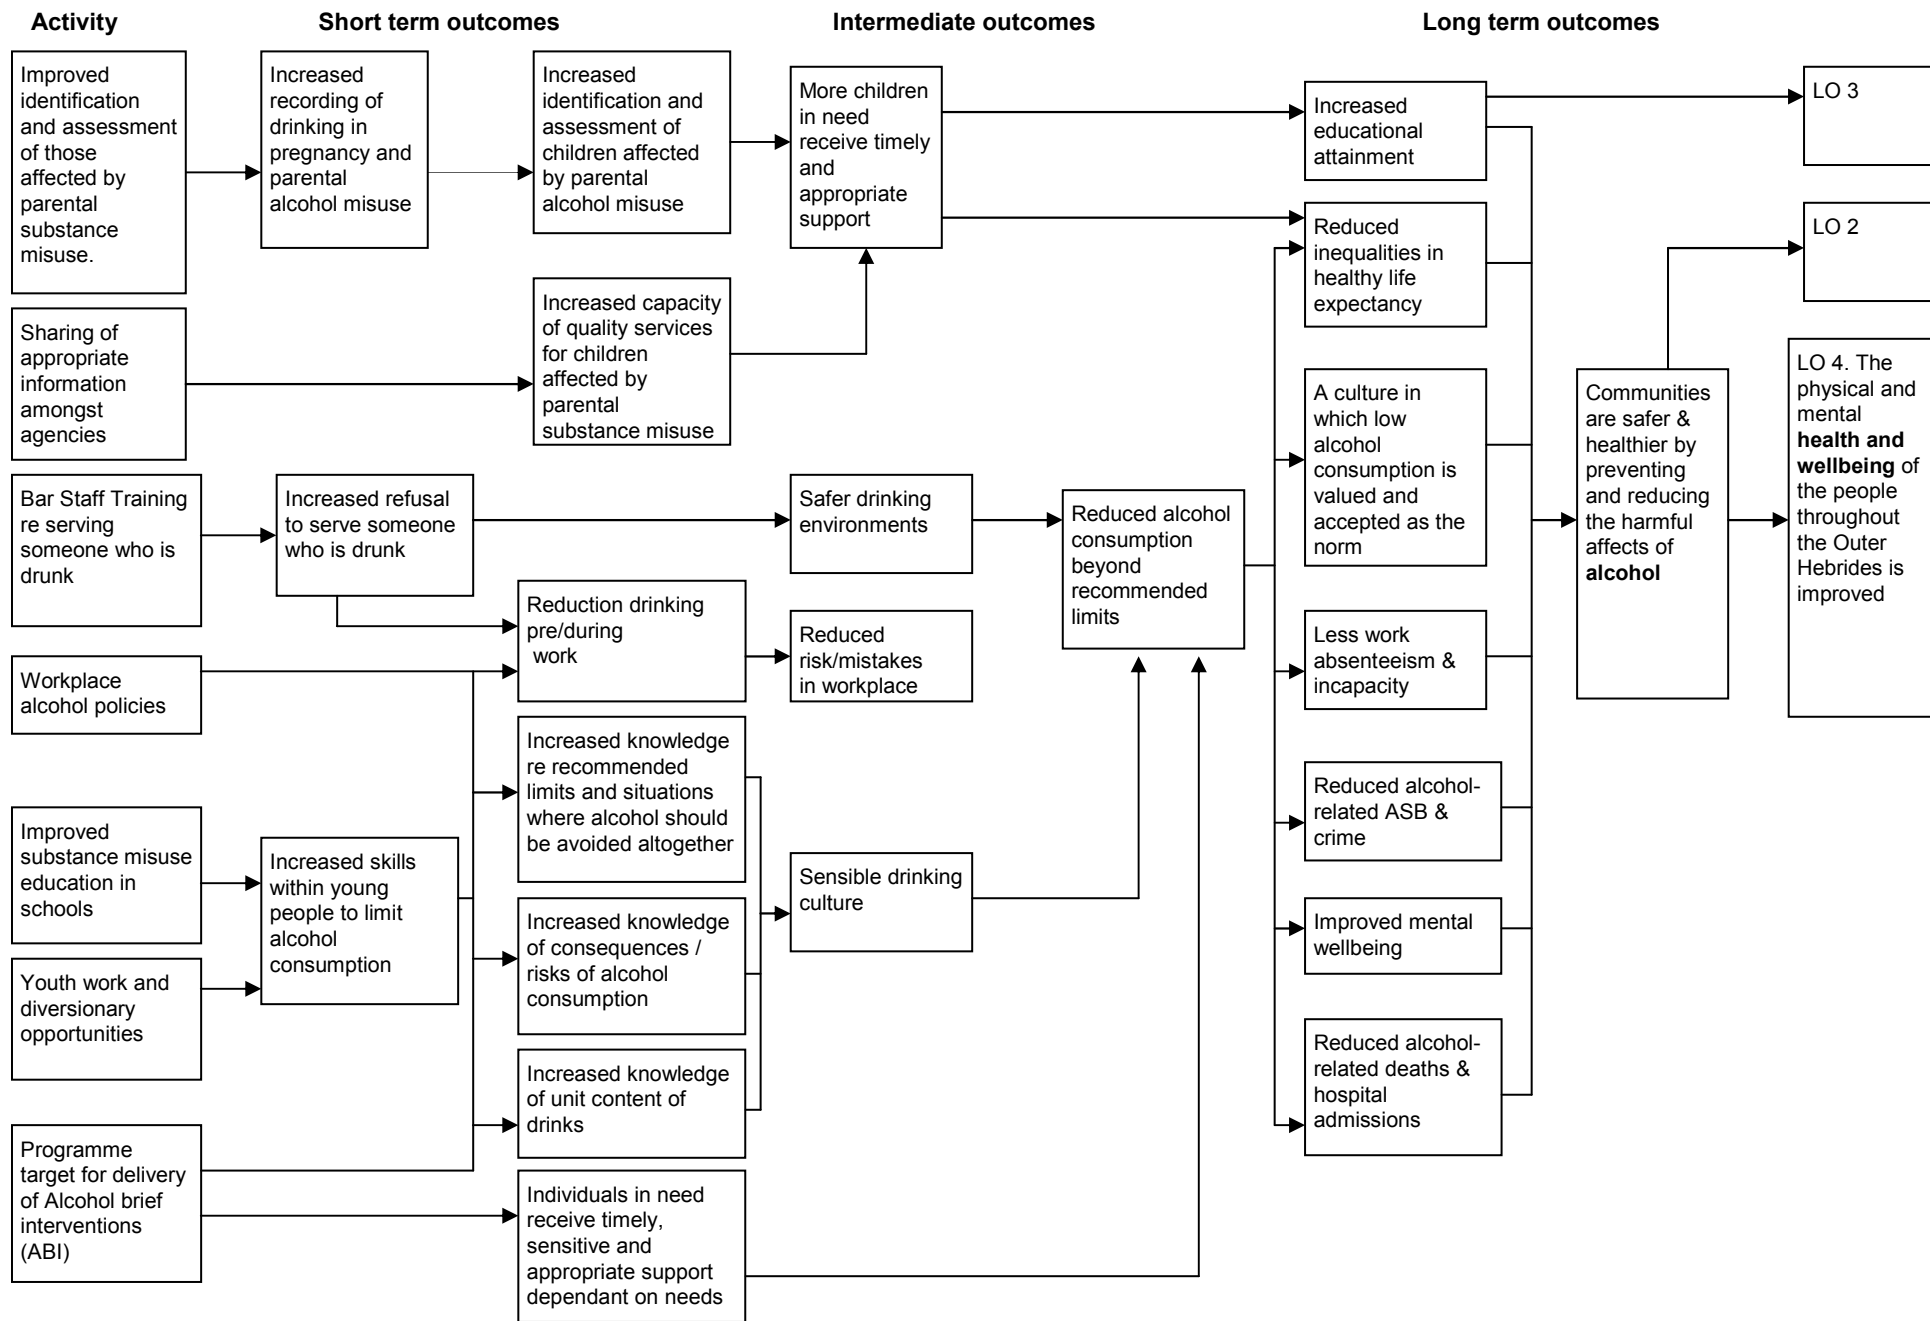 Activity
Short term outcomes
Intermediate outcomes
Long term outcomes
Improved
identification
and assessment
of those
affected by
parental
substance
misuse.
Increased
recording of
drinking in
pregnancy and
parental
alcohol misuse
Increased
identification and
assessment of
children affected
by parental
alcohol misuse
More children
in need
receive timely
and
appropriate
support
Increased
educational
attainment
LO 3
Reduced
inequalities in
healthy life
expectancy
LO 2
Sharing of
appropriate
information
amongst
agencies
Increased capacity
of quality services
for children
affected by
parental
substance misuse
A culture in
which low
alcohol
consumption is
valued and
accepted as the
norm
Communities
are safer &
healthier by
preventing
and reducing
the harmful
affects of
alcohol
LO 4. The
physical and
mental
health and
wellbeing of
the people
throughout
the Outer
Hebrides is
improved
Bar Staff Training
re serving
someone who is
drunk
Increased refusal
to serve someone
who is drunk
Safer drinking
environments
Reduced alcohol
consumption
beyond
recommended
limits
Reduction drinking
pre/during
work
Reduced
risk/mistakes
in workplace
Less work
absenteeism &
incapacity
Workplace
alcohol policies
Increased knowledge
re recommended
limits and situations
where alcohol should
be avoided altogether
Reduced alcohol-
related ASB &
crime
Improved
substance misuse
education in
schools
Increased skills
within young
people to limit
alcohol
consumption
Sensible drinking
culture
Increased knowledge
of consequences /
risks of alcohol
consumption
Improved mental
wellbeing
Youth work and
diversionary
opportunities
Increased knowledge
of unit content of
drinks
Reduced alcohol-
related deaths &
hospital
admissions
Programme
target for delivery
of Alcohol brief
interventions
(ABI)
Individuals in need
receive timely,
sensitive and
appropriate support
dependant on needs